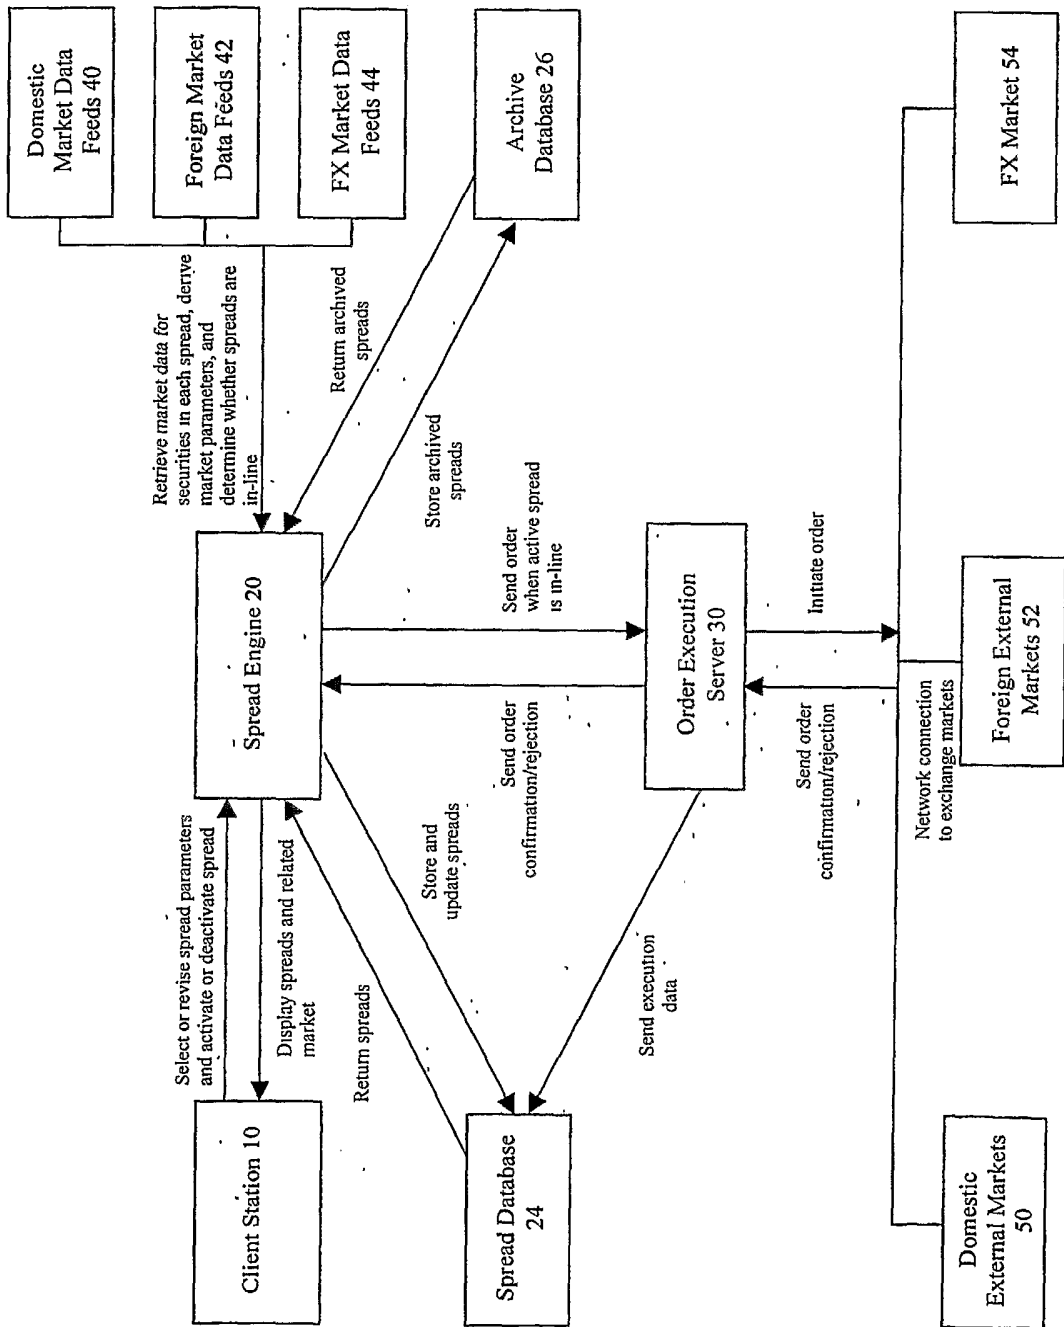 Domestic
Market Data
Feeds 40
Select or revise spread parameters
and activate or deactivate spread
Retrieve market data for
securities in each spread, derive
market parameters, and
determine whether spreads are
in-line
Client Station 10
Spread Engine 20
Foreign Market
Data Feeds 42
Display spreads and related
market
FX Market Data
Feeds 44
Return spreads
Return archived
spreads
Store and
update spreads
Store archived
spreads
Spread Database
24
Archive
Database 26
Send order
confirmation/rejection
Send order
when active spread
is in-line
Send execution
data
Order Execution
Server 30
Send order
confirmation/rejection
Initiate order
Network connection
to exchange markets
Domestic
External Markets
50
Foreign External
Markets 52
FX Market 54